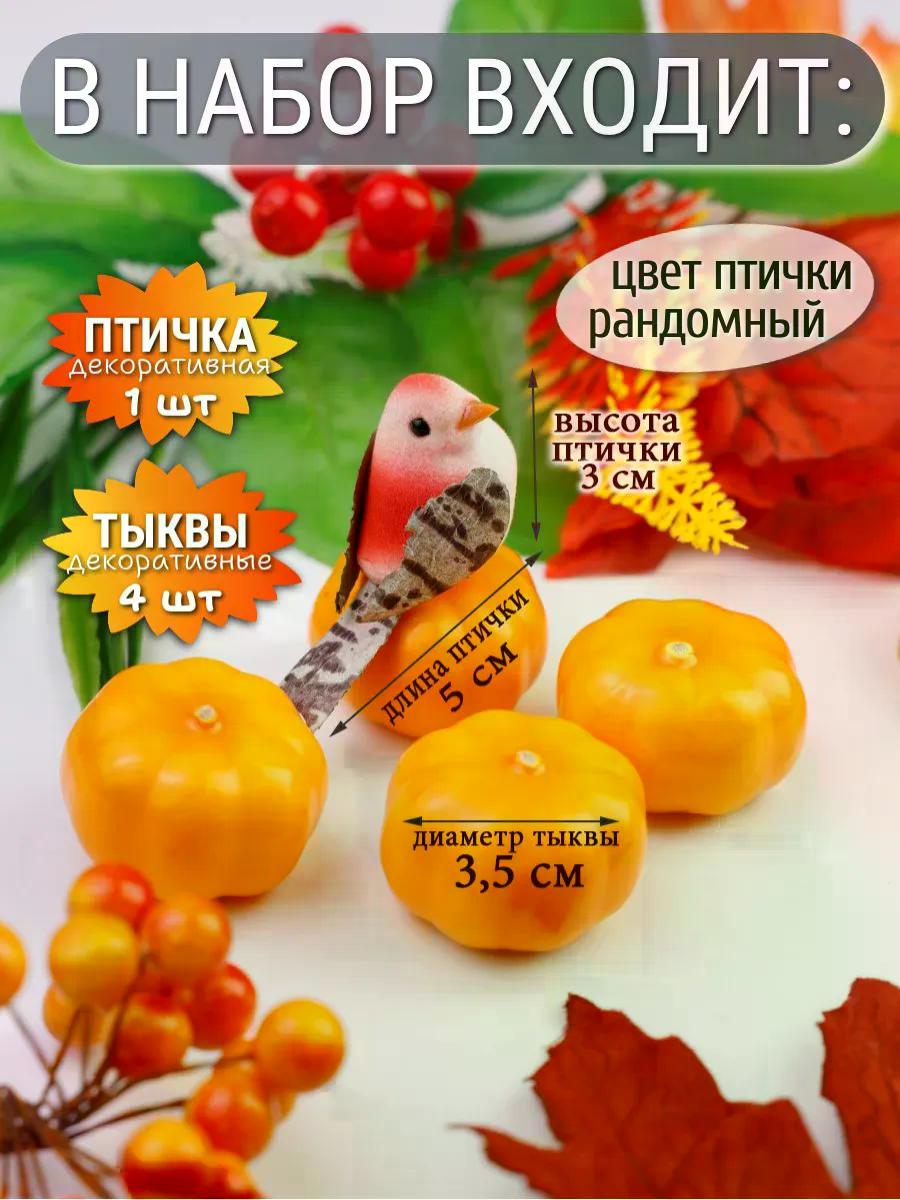 В НАБОР ВХОДИТ:
цвет птички
рандомный
ПТИЧКА
декоративная
1 шт
высота
птички
3 см
ТЫКВЫ
декоративные
4 шт
длина птички
5 см
диаметр тыквы
3,5 см